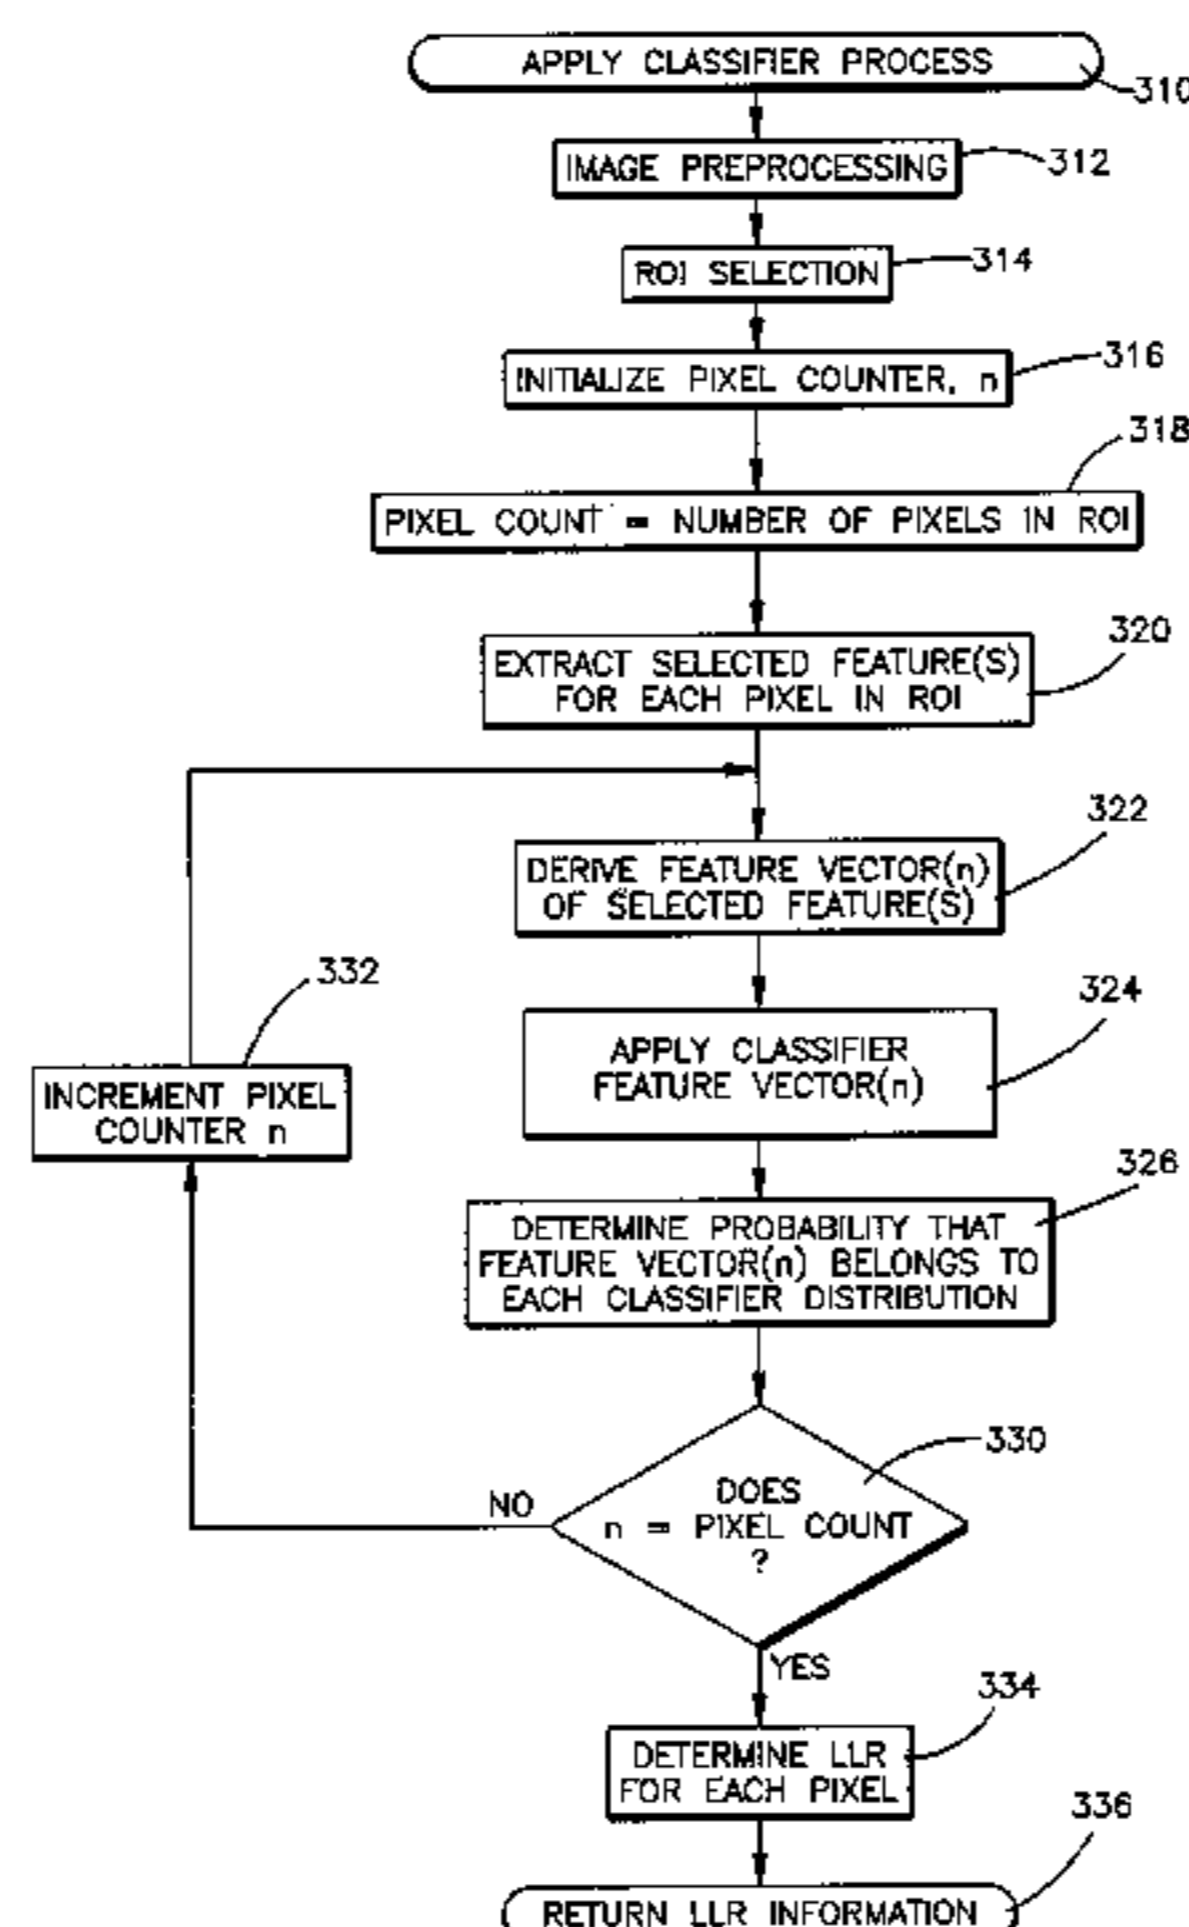 APPLY CLASSIFIER PROCESS
310
IMAGE PREPROCESSING
312
ROI SELECTION
314
INITIALIZE PIXEL COUNTER, n
316
318
PIXEL COUNT = NUMBER OF PIXELS IN ROI
320
EXTRACT SELECTED FEATURE(S)
FOR EACH PIXEL IN ROI
322
DERIVE FEATURE VECTOR(n)
OF SELECTED FEATURE(S)
332
324
INCREMENT PIXEL
COUNTER n
APPLY CLASSIFIER
FEATURE VECTOR(n)
326
DETERMINE PROBABILITY THAT
FEATURE VECTOR(n) BELONGS TO
EACH CLASSIFIER DISTRIBUTION
330
NO
DOES
n = PIXEL COUNT
?
YES
334
DETERMINE LLR
FOR EACH PIXEL
336
RETURN LLR INFORMATION